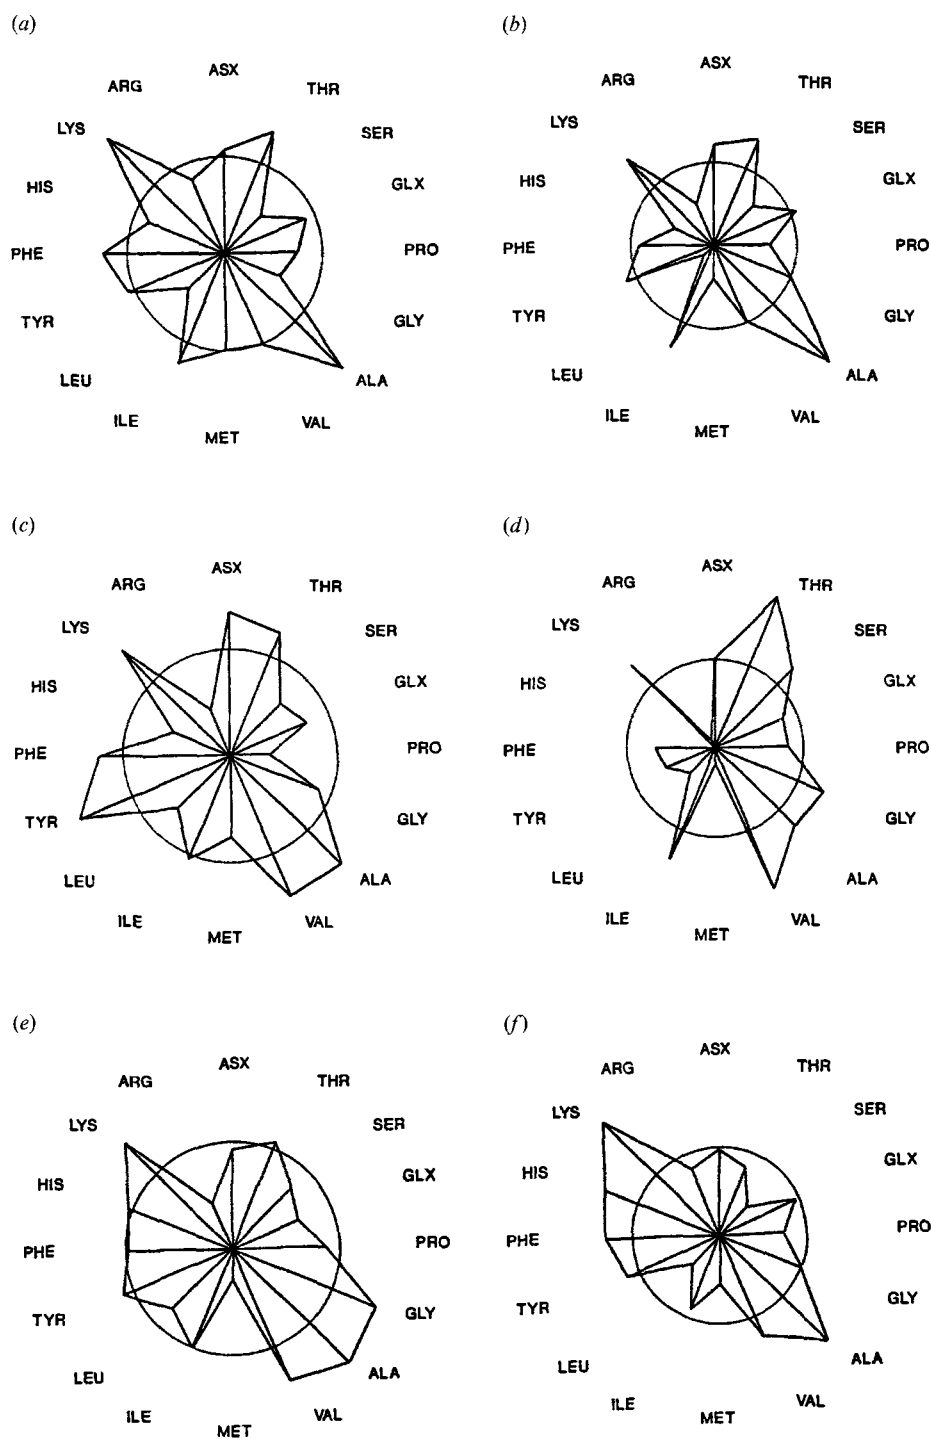 (a)
ASX
ARG
THR
LYS
SER
HIS
GLX
PHE
PRO
TYR
GLY
LEU
ALA
ILE
VAL
MET
(b)
ASX
ARG
THR
LYS
SER
HIS
GLX
PHE
PRO
TYR
GLY
LEU
ALA
ILE
VAL
MET
(c)
ASX
ARG
THR
LYS
SER
HIS
GLX
PHE
PRO
TYR
GLY
LEU
ALA
ILE
VAL
MET
(d)
ASX
ARG
THR
LYS
SER
HIS
GLX
PHE
PRO
TYR
GLY
LEU
ALA
ILE
VAL
MET
(e)
ASX
ARG
THR
LYS
SER
HIS
GLX
PHE
PRO
TYR
GLY
LEU
ALA
ILE
VAL
MET
(f)
ASX
ARG
THR
LYS
SER
HIS
GLX
PHE
PRO
TYR
GLY
LEU
ALA
ILE
VAL
MET